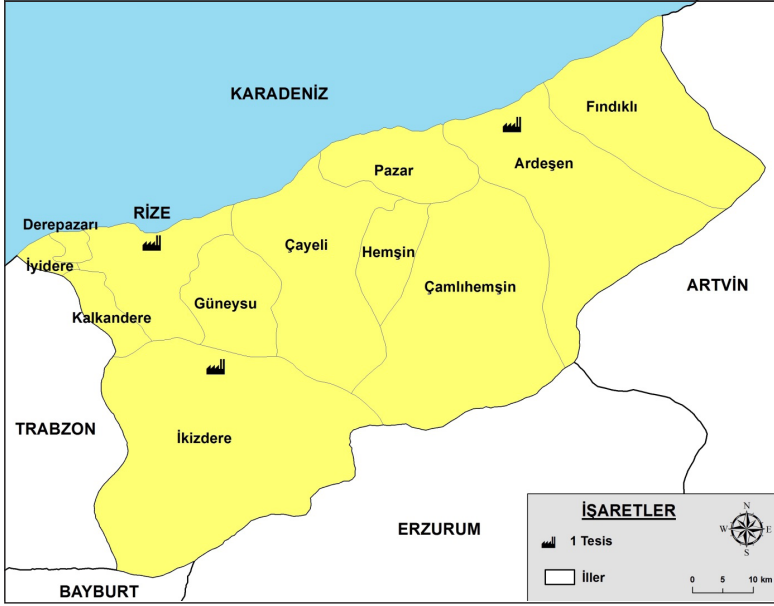 KARADENİZ
Fındıklı
Ardeşen
Pazar
RİZE
Derepazarı
Çayeli
Hemşin
İyidere
Çamlıhemşin
ARTVİN
Güneysu
Kalkandere
TRABZON
İkizdere
ERZURUM
BAYBURT
İŞARETLER
1 Tesis
İller
N
W E
S
0 5 10 km